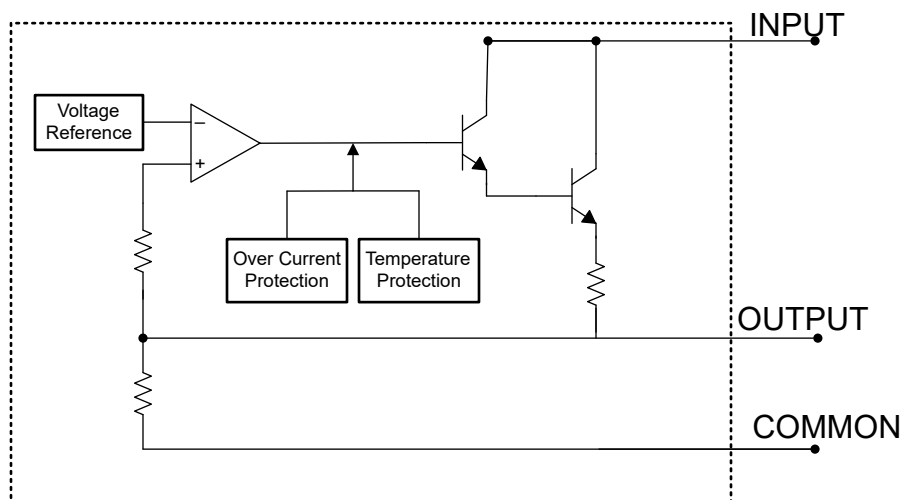 INPUT
Voltage
Reference
−
+
Over Current
Protection
Temperature
Protection
OUTPUT
COMMON